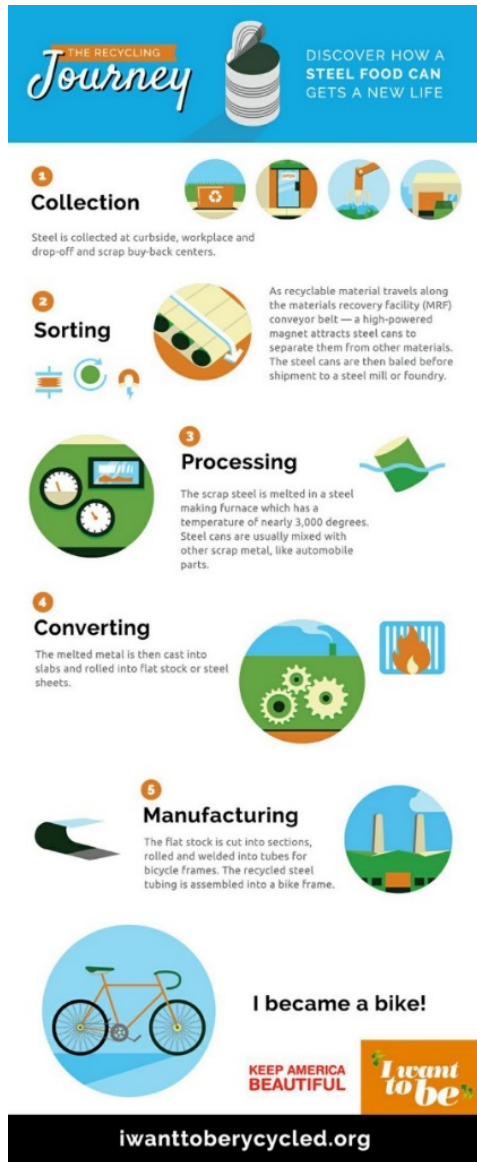 THE RECYCLING
Journey
DISCOVER HOW A
STEEL FOOD CAN
GETS A NEW LIFE
1
Collection
Steel is collected at curbside, workplace and
drop-off and scrap buy-back centers.
2
Sorting
As recyclable material travels along
the materials recovery facility (MRF)
conveyor belt — a high-powered
magnet attracts steel cans to
separate them from other materials.
The steel cans are then baled before
shipment to a steel mill or foundry.
3
Processing
The scrap steel is melted in a steel
making furnace which has a
temperature of nearly 3,000 degrees.
Steel cans are usually mixed with
other scrap metal, like automobile
parts.
4
Converting
The melted metal is then cast into
slabs and rolled into flat stock or steel
sheets.
5
Manufacturing
The flat stock is cut into sections,
rolled and welded into tubes for
bicycle frames. The recycled steel
tubing is assembled into a bike frame.
I became a bike!
KEEP AMERICA
BEAUTIFUL
I want
to be
iwanttoberycycled.org